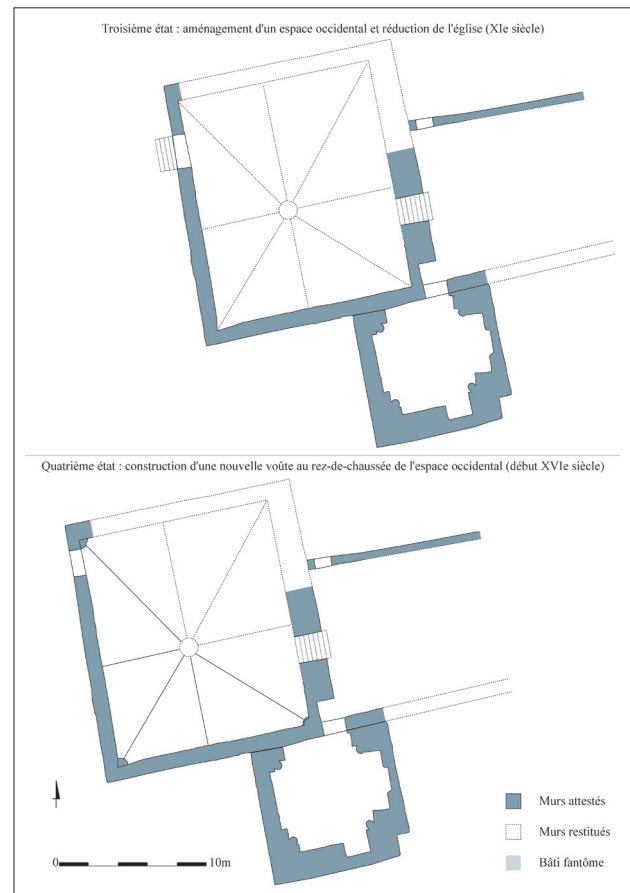 Troisième état : aménagement d'un espace occidental et réduction de l'église (XIe siècle)
Quatrième état : construction d'une nouvelle voûte au rez-de-chaussée de l'espace occidental (début XVIe siècle)
Murs attestés
Murs restitués
Bâti fantôme
0 10m